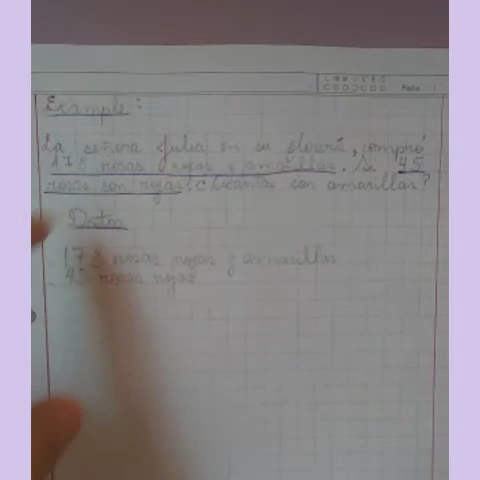 Example:
La señora Julia en su , compró
178 rosas rojas y amarillas. Si 45
rosas son rojas ¿Cuántas son amarillas?
Datos
178 rosas rojas y amarillas
45 rosas rojas